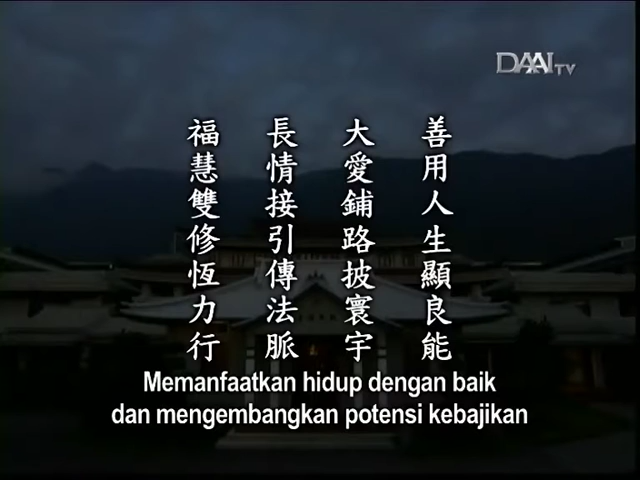 DAAI TV
善用人生顯良能
大愛鋪路披寰宇
長情接引傳法脈
福慧雙修恆力行
Memanfaatkan hidup dengan baik
dan mengembangkan potensi kebajikan